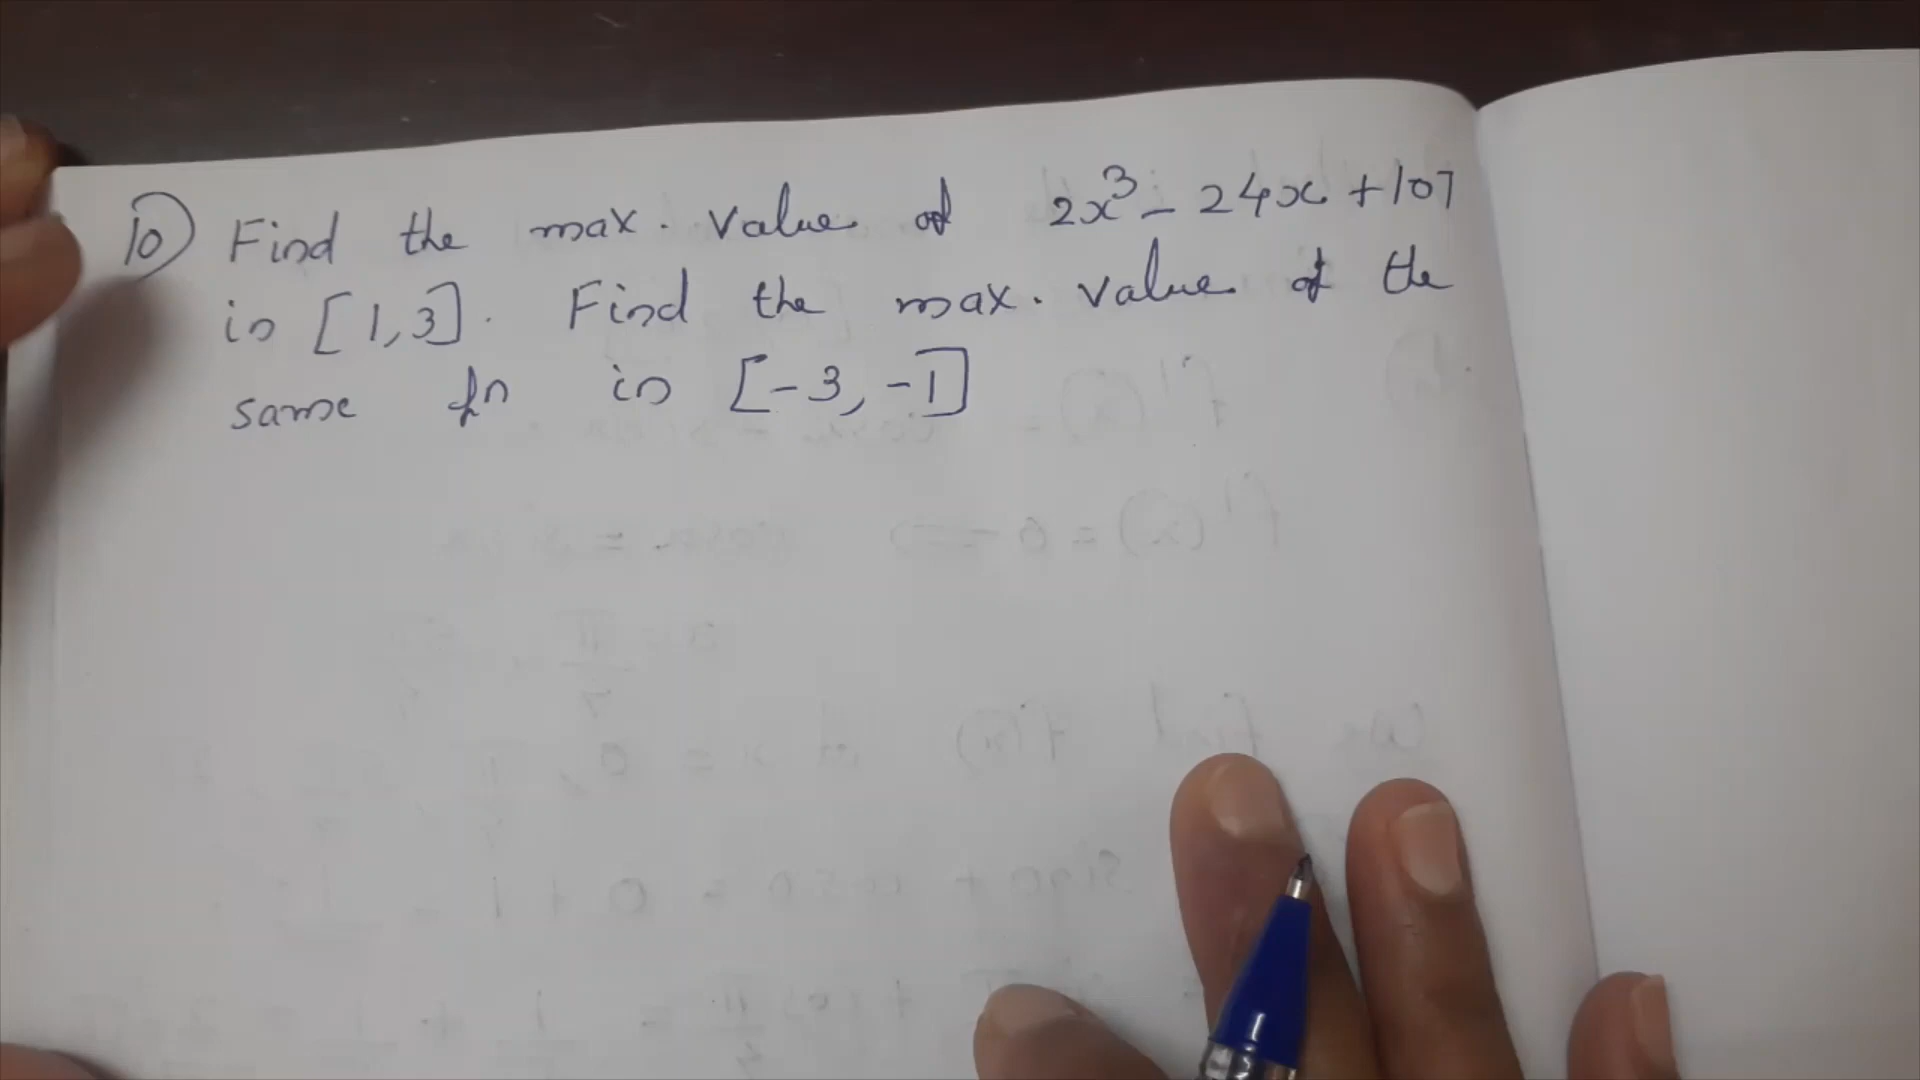 10) Find the max. Value of 2x³ - 24x + 107
in [1,3]. Find the max. value of the
same fn in [-3, -1]